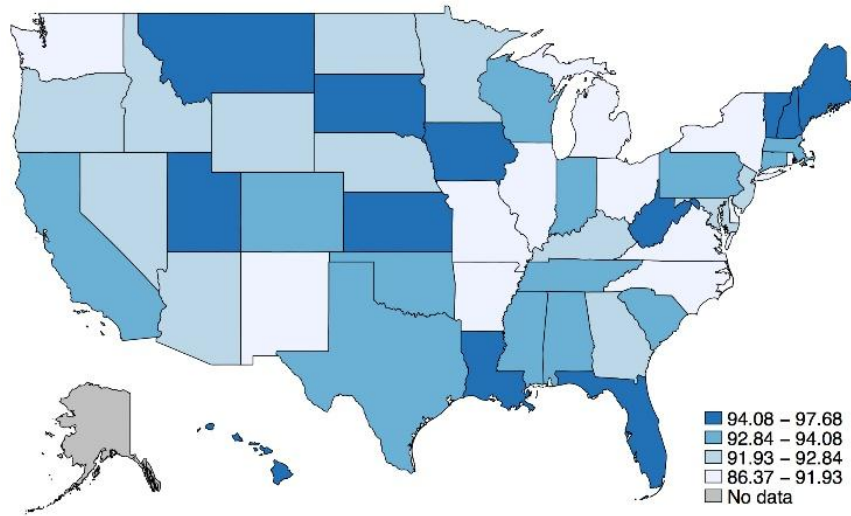 94.08 – 97.68
92.84 – 94.08
91.93 – 92.84
86.37 – 91.93
No data